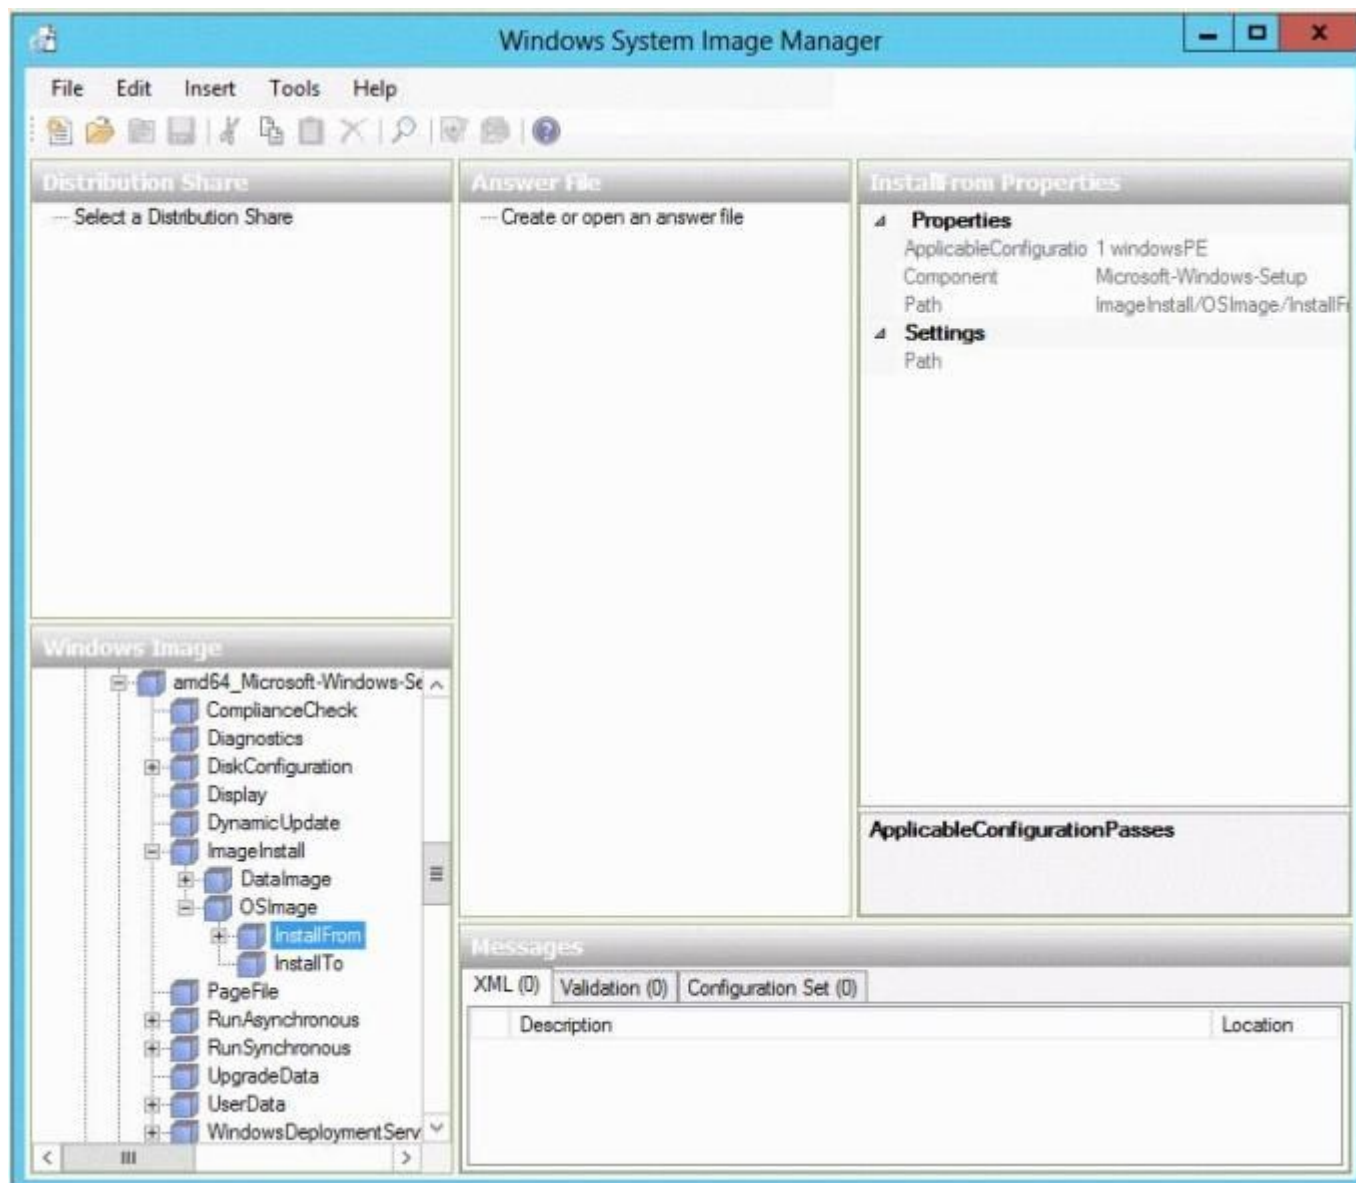 Windows System Image Manager
File Edit Insert Tools Help
Distribution Share
Select a Distribution Share
Answer File
Create or open an answer file
InstallFrom Properties
Properties
ApplicableConfiguratio 1 windowsPE
Component Microsoft-Windows-Setup
Path ImageInstall/OSImage/InstallFr
Settings
Path
ApplicableConfigurationPasses
Windows Image
amd64_Microsoft-Windows-Se
ComplianceCheck
Diagnostics
DiskConfiguration
Display
DynamicUpdate
ImageInstall
DataImage
OSImage
InstallFrom
InstallTo
PageFile
RunAsynchronous
RunSynchronous
UpgradeData
UserData
WindowsDeploymentServ
Messages
XML (0) Validation (0) Configuration Set (0)
Description Location